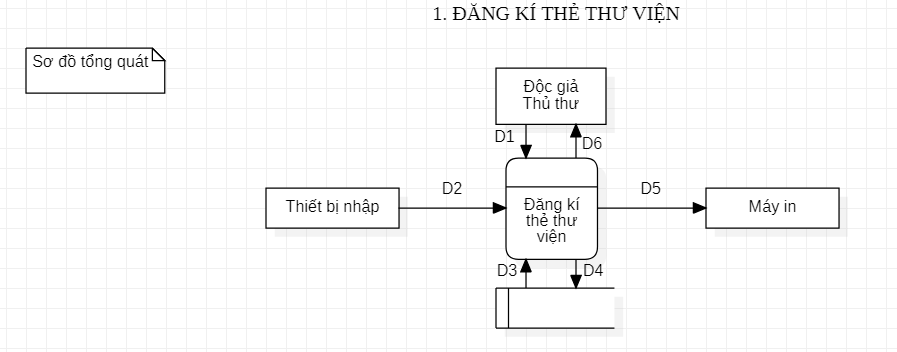 1. ĐĂNG KÍ THẺ THƯ VIỆN
Sơ đồ tổng quát
Độc giả
Thủ thư
D1
D6
Thiết bị nhập
D2
Đăng kí
thẻ thư
viện
D5
Máy in
D3
D4